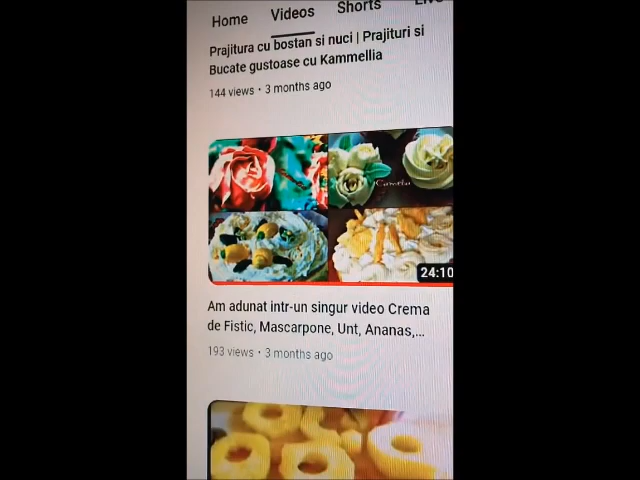 Home Videos Shorts
Prajitura cu bostan si nuci | Prajituri si
Bucate gustoase cu Kammellia
144 views • 3 months ago
24:10
Am adunat intr-un singur video Crema
de Fistic, Mascarpone, Unt, Ananas,...
193 views • 3 months ago